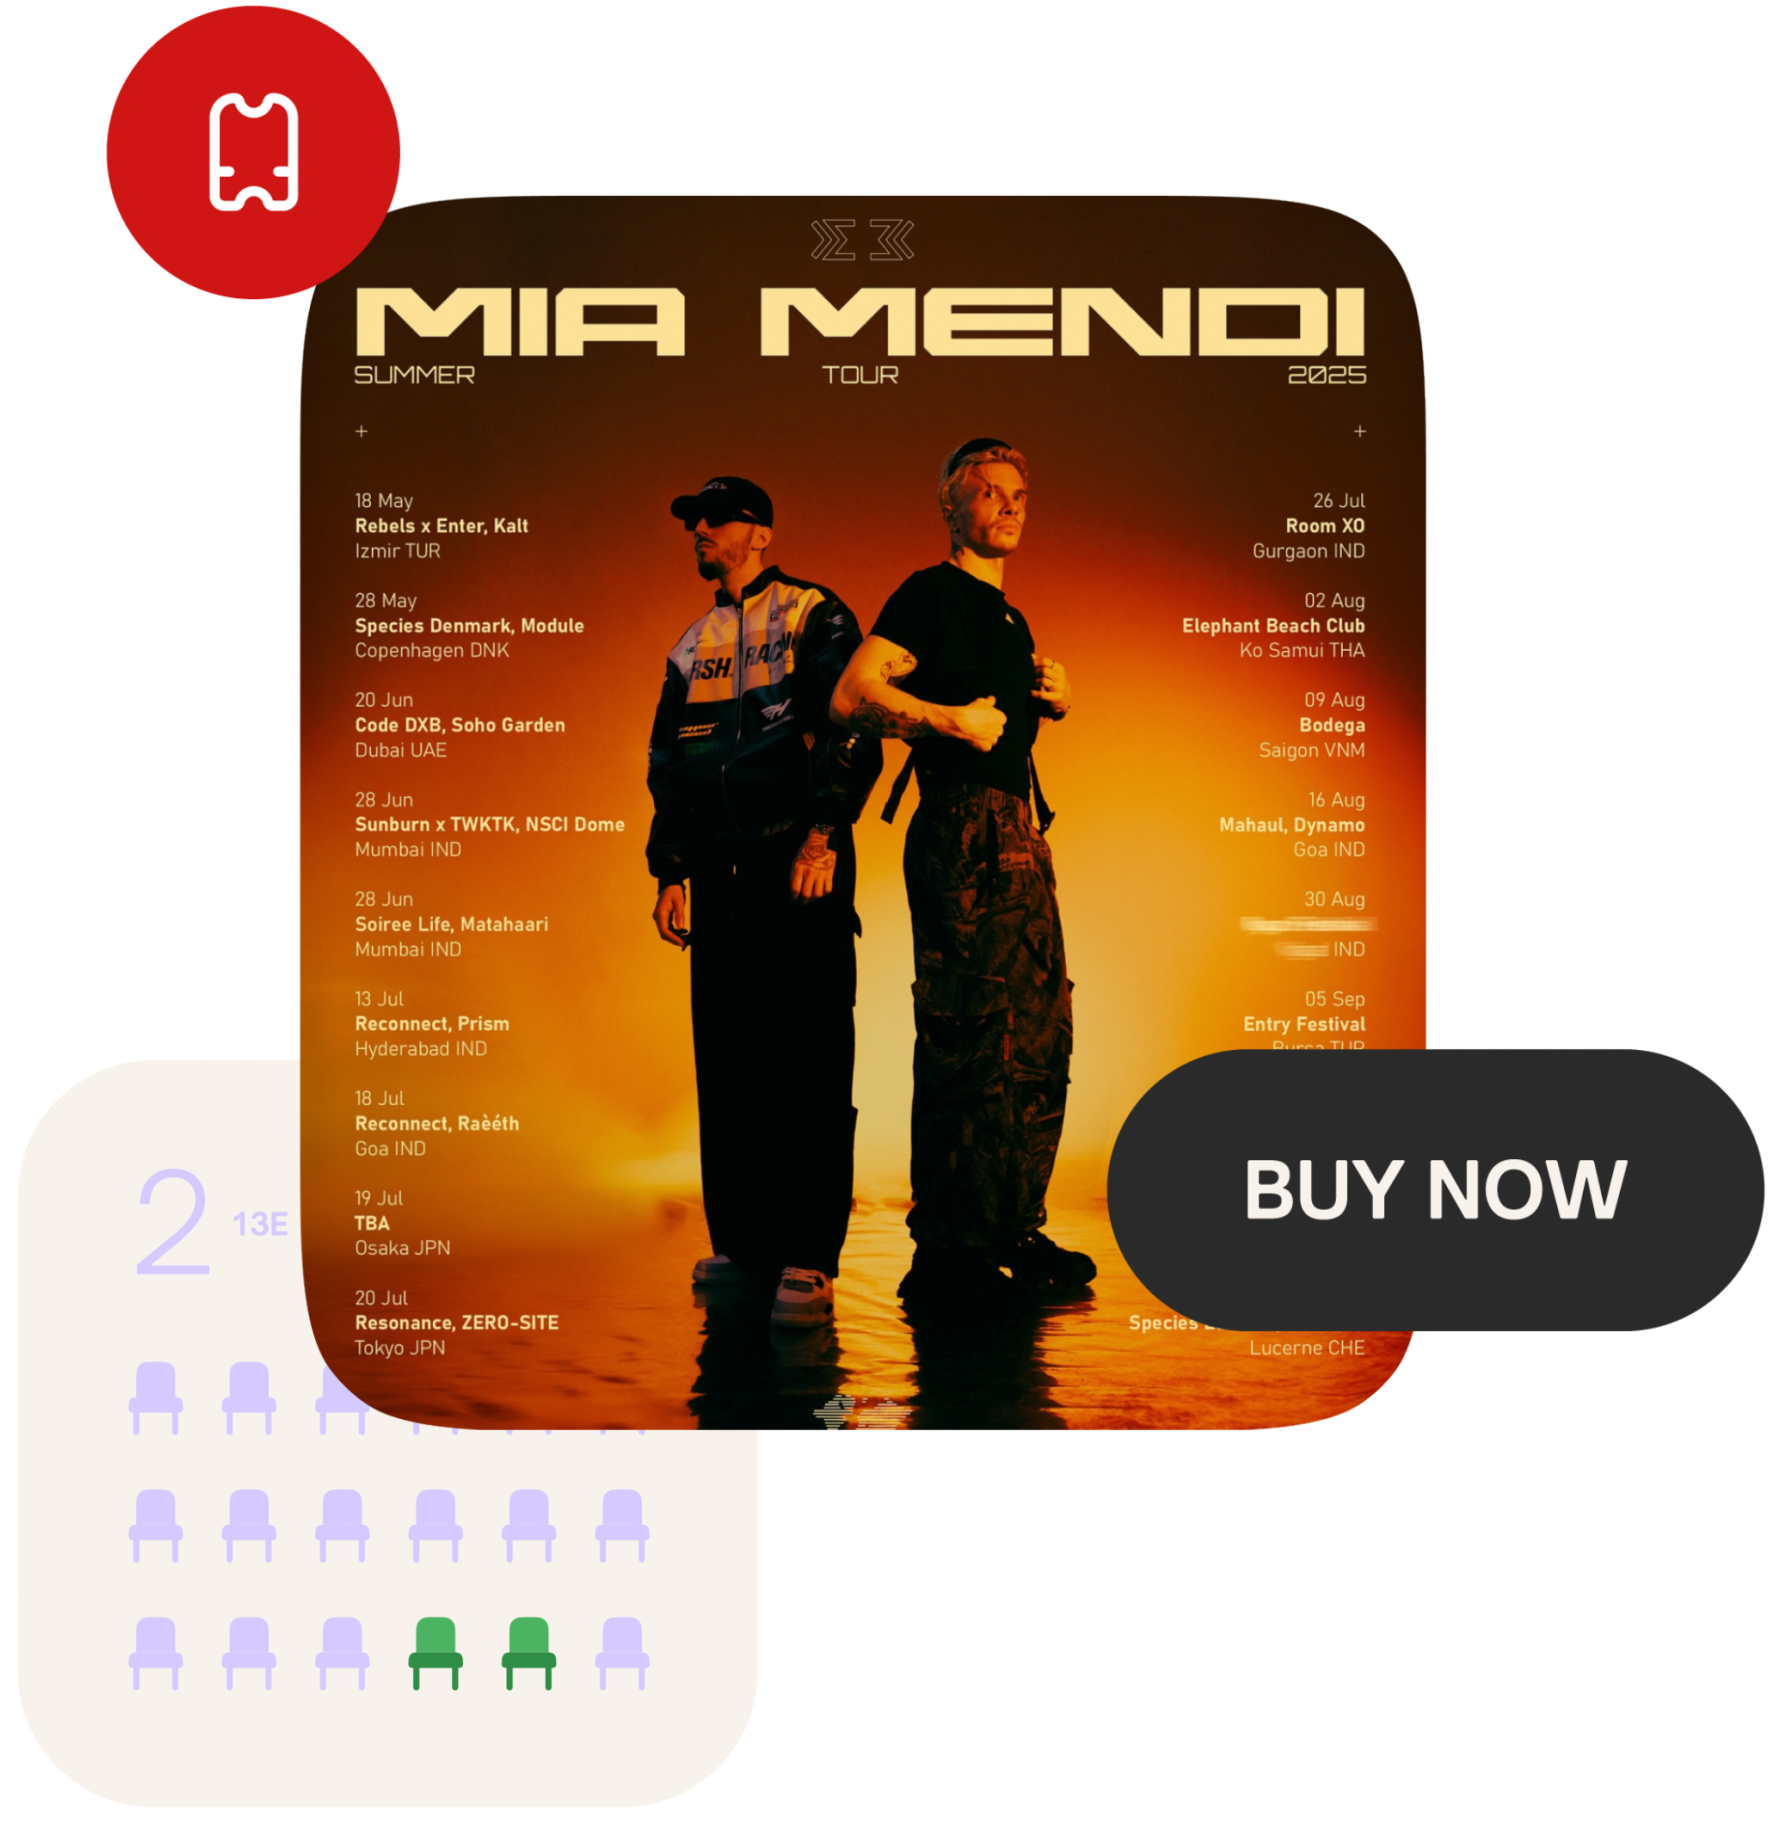 MIA MENDI
SUMMER TOUR 2025
18 May
Rebels x Enter, Kalt
Izmir TUR
28 May
Species Denmark, Module
Copenhagen DNK
20 Jun
Code DXB, Soho Garden
Dubai UAE
28 Jun
Sunburn x TWKTK, NSCI Dome
Mumbai IND
28 Jun
Soiree Life, Matahaari
Mumbai IND
13 Jul
Reconnect, Prism
Hyderabad IND
18 Jul
Reconnect, Raèéth
Goa IND
19 Jul
TBA
Osaka JPN
20 Jul
Resonance, ZERO-SITE
Tokyo JPN
26 Jul
Room XO
Gurgaon IND
02 Aug
Elephant Beach Club
Ko Samui THA
09 Aug
Bodega
Saigon VNM
16 Aug
Mahaul, Dynamo
Goa IND
30 Aug
IND
05 Sep
Entry Festival
Bursa TUR
Species
Lucerne CHE
RSH. RACIN
BUY NOW
2 13E